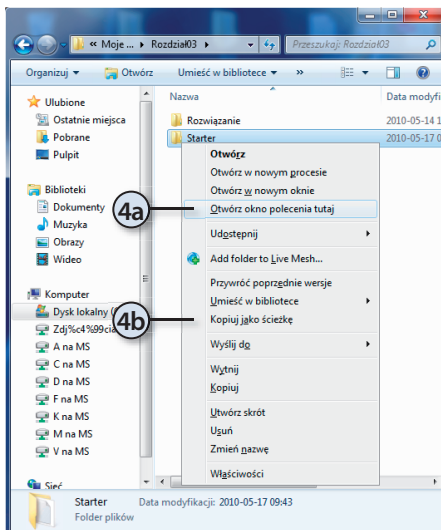 « Moje ... ▸ Rozdział03 ▸
Przeszukaj: Rozdział03
Organizuj
Otwórz
Umieść w bibliotece
»
Ulubione
Ostatnie miejsca
Pobrane
Pulpit
Biblioteki
Dokumenty
Muzyka
Obrazy
Wideo
Komputer
Dysk lokalny
Zdj%c4%99cia
A na MS
C na MS
D na MS
F na MS
K na MS
M na MS
V na MS
Sieć
Nazwa
Data modyfi
Rozwiązanie
2010-05-14 1
Starter
2010-05-17 0
Otwórz
Otwórz w nowym procesie
Otwórz w nowym oknie
4a
Otwórz okno polecenia tutaj
Udostępnij
Add folder to Live Mesh...
Przywróć poprzednie wersje
Umieść w bibliotece
4b
Kopiuj jako ścieżkę
Wyślij do
Wytnij
Kopiuj
Utwórz skrót
Usuń
Zmień nazwę
Właściwości
Starter
Data modyfikacji: 2010-05-17 09:43
Folder plików